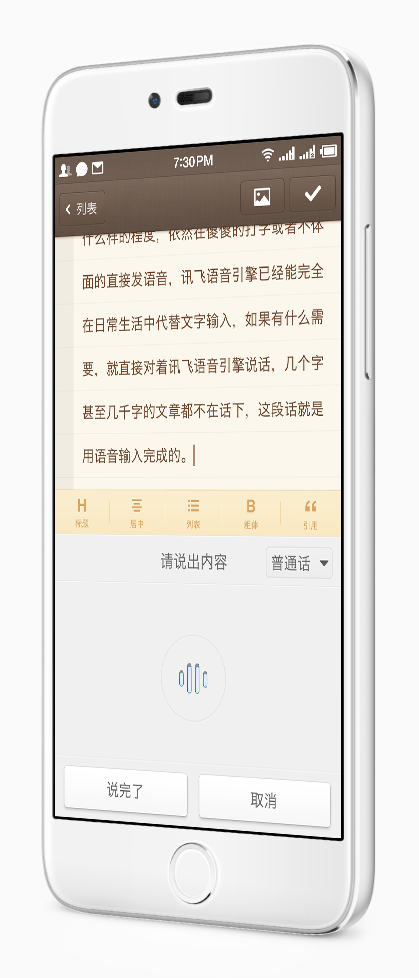 7:30 PM
列表
什么样的程度，依然在傻傻的打字或者不体
面的直接发语音，讯飞语音引擎已经能完全
在日常生活中代替文字输入，如果有什么需
要，就直接对着讯飞语音引擎说话，几个字
甚至几千字的文章都不在话下，这段话就是
用语音输入完成的。
H B “
标题 居中 列表 粗体 引用
请说出内容 普通话
说完了 取消